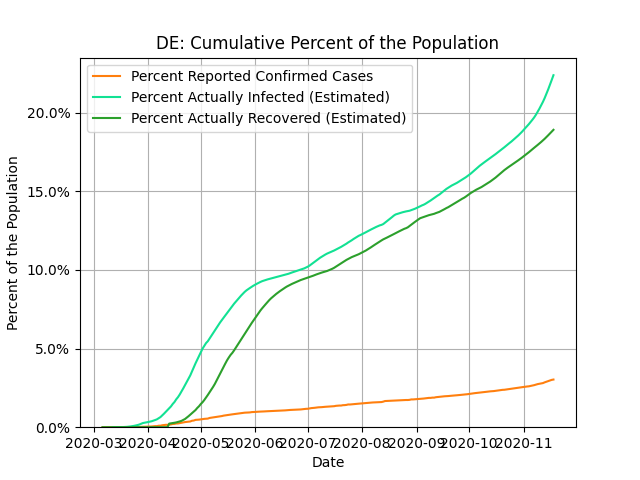 DE: Cumulative Percent of the Population
Percent Reported Confirmed Cases
Percent Actually Infected (Estimated)
Percent Actually Recovered (Estimated)
Percent of the Population
20.0%
15.0%
10.0%
5.0%
0.0%
2020-03 2020-04 2020-05 2020-06 2020-07 2020-08 2020-09 2020-10 2020-11
Date